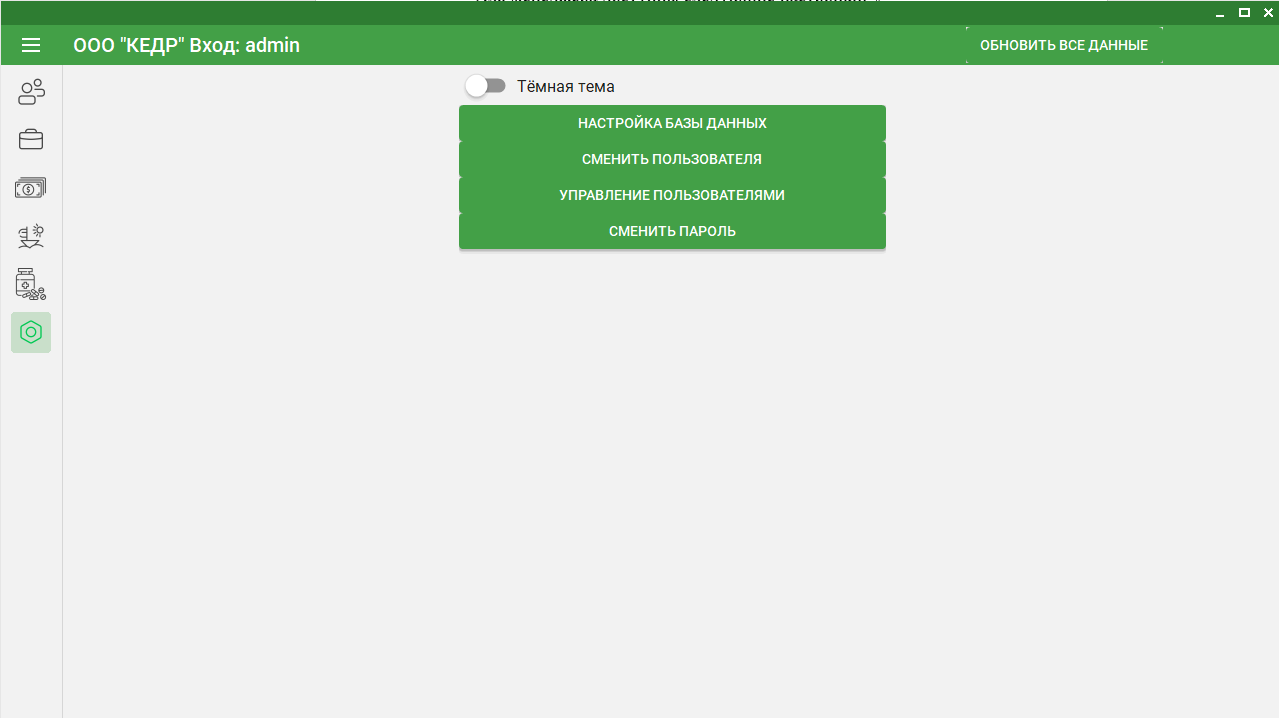 ООО "КЕДР" Вход: admin
ОБНОВИТЬ ВСЕ ДАННЫЕ
Тёмная тема
НАСТРОЙКА БАЗЫ ДАННЫХ
СМЕНИТЬ ПОЛЬЗОВАТЕЛЯ
УПРАВЛЕНИЕ ПОЛЬЗОВАТЕЛЯМИ
СМЕНИТЬ ПАРОЛЬ